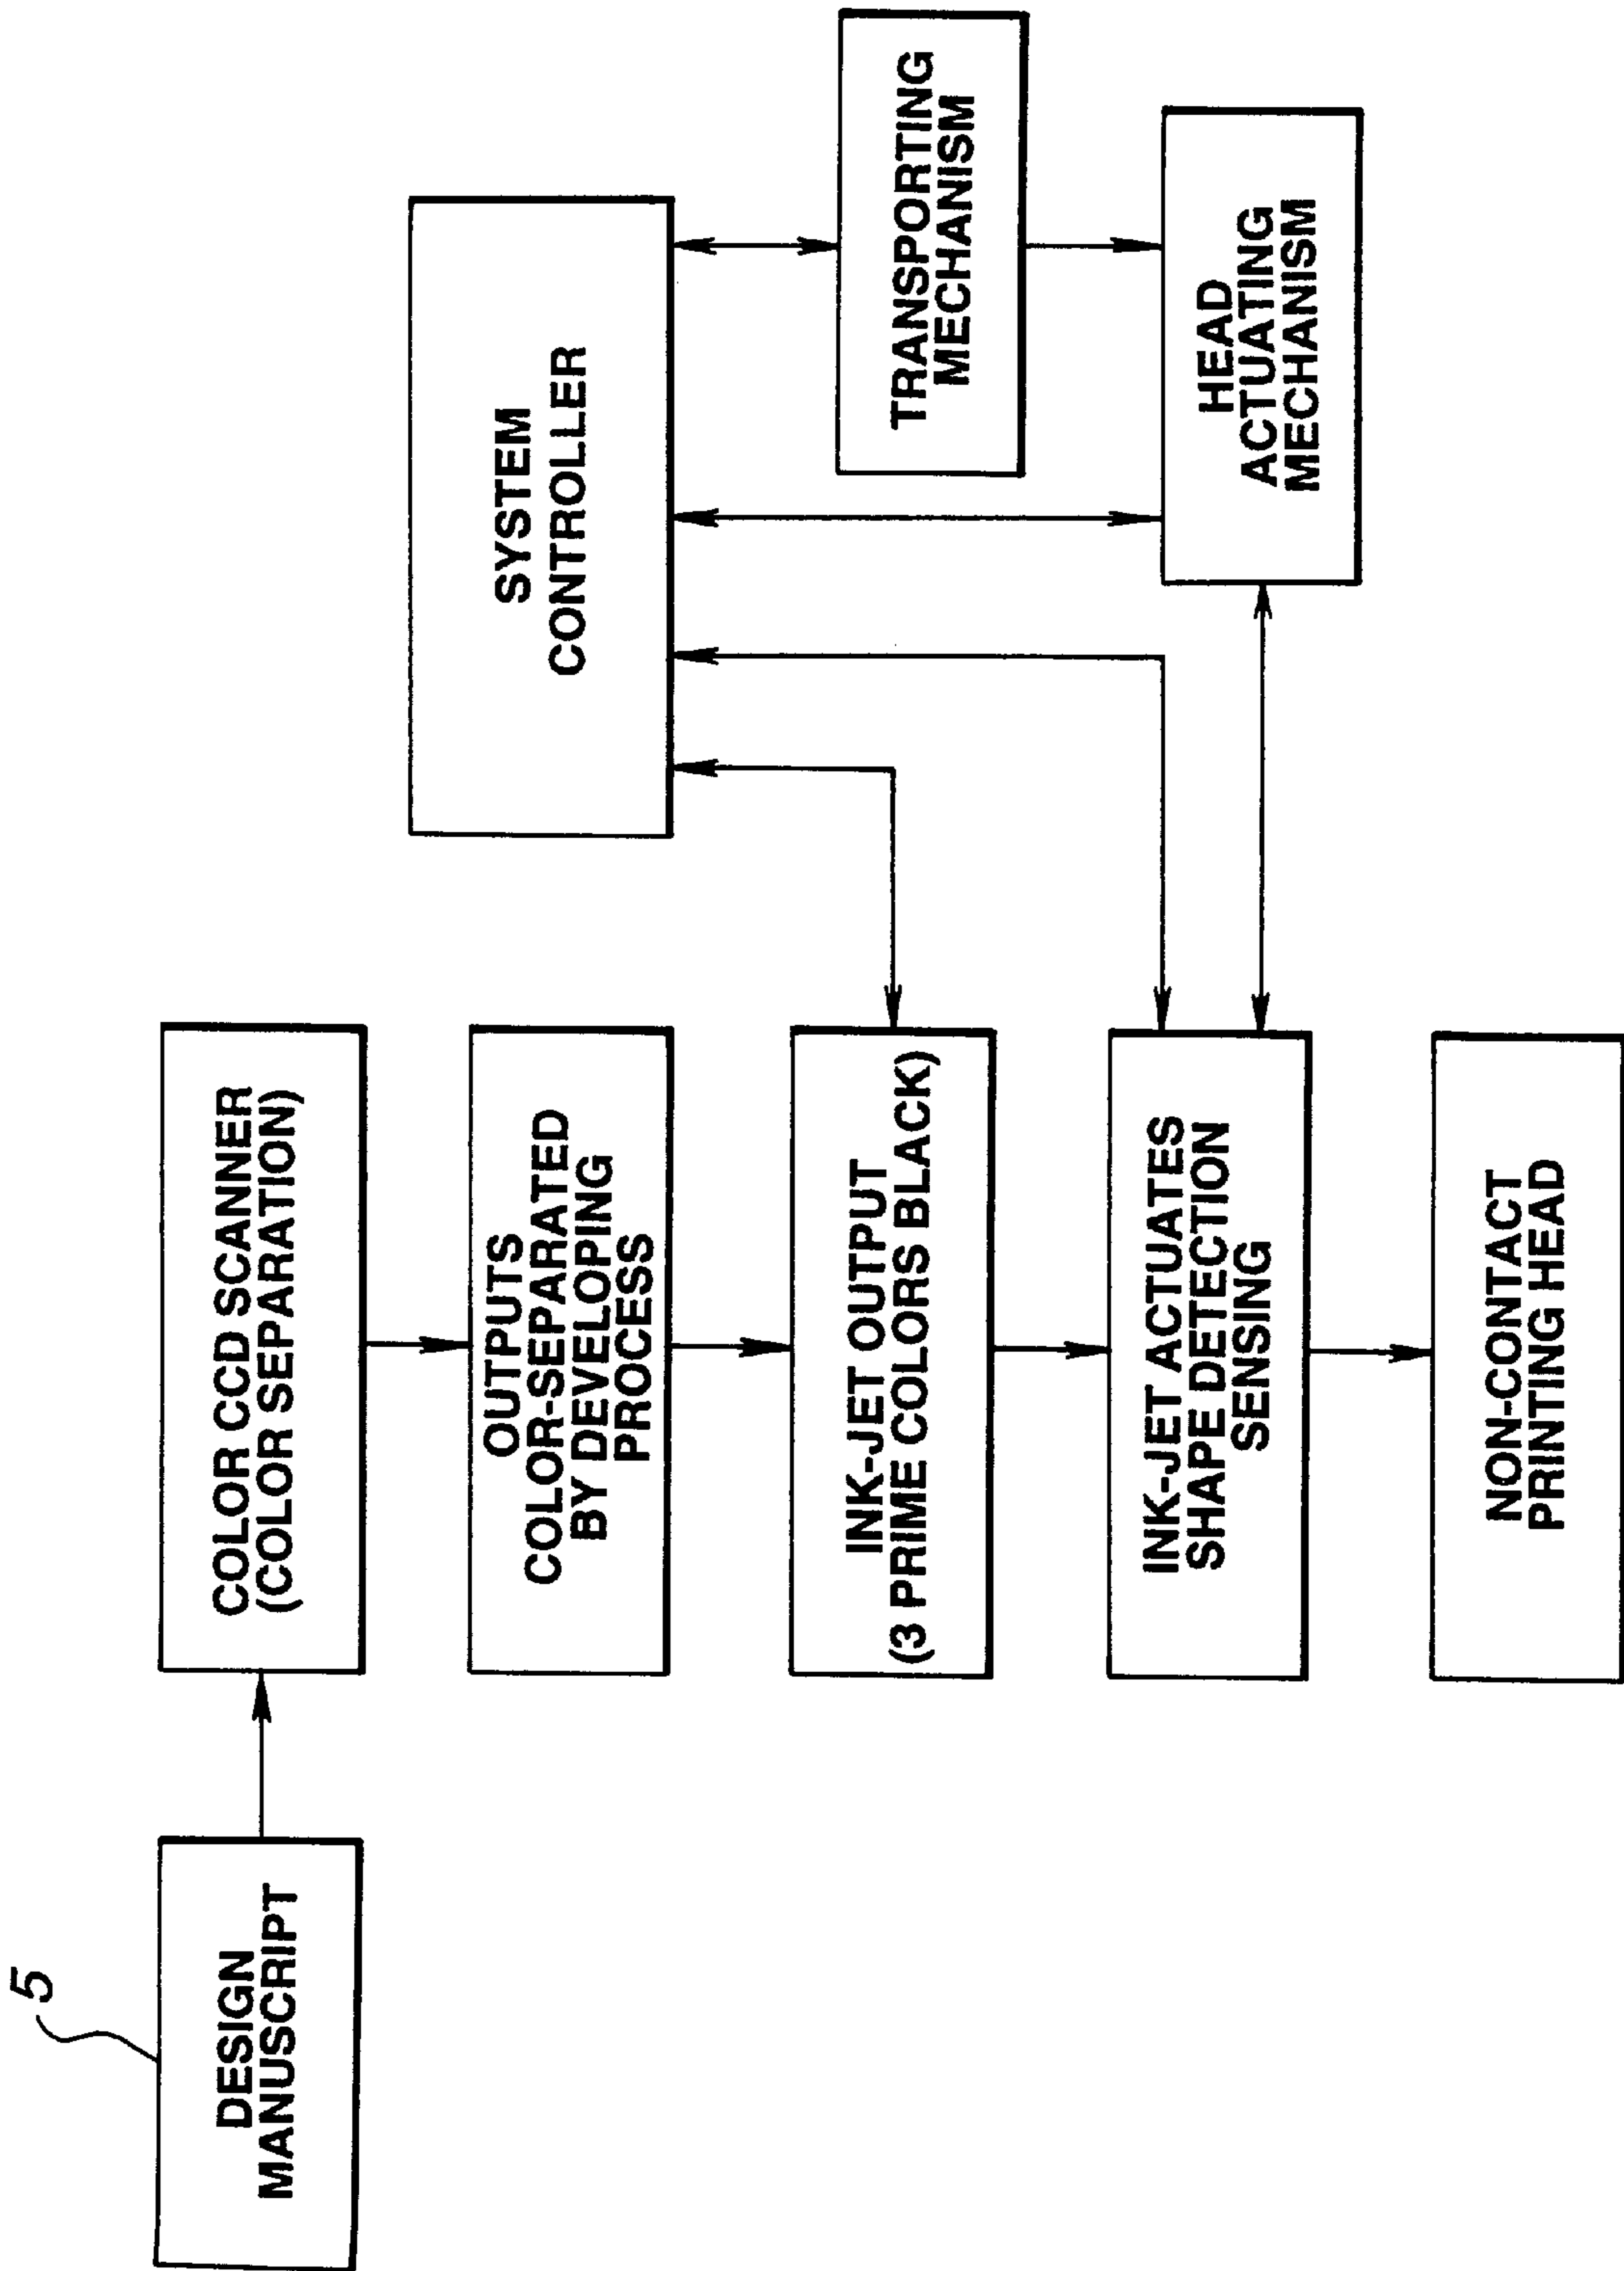 5
DESIGN
MANUSCRIPT
COLOR CCD SCANNER
(COLOR SEPARATION)
OUTPUTS
COLOR-SEPARATED
BY DEVELOPING
PROCESS
INK-JET OUTPUT
(3 PRIME COLORS BLACK)
INK-JET ACTUATES
SHAPE DETECTION
SENSING
NON-CONTACT
PRINTING HEAD
SYSTEM
CONTROLLER
TRANSPORTING
MECHANISM
HEAD
ACTUATING
MECHANISM